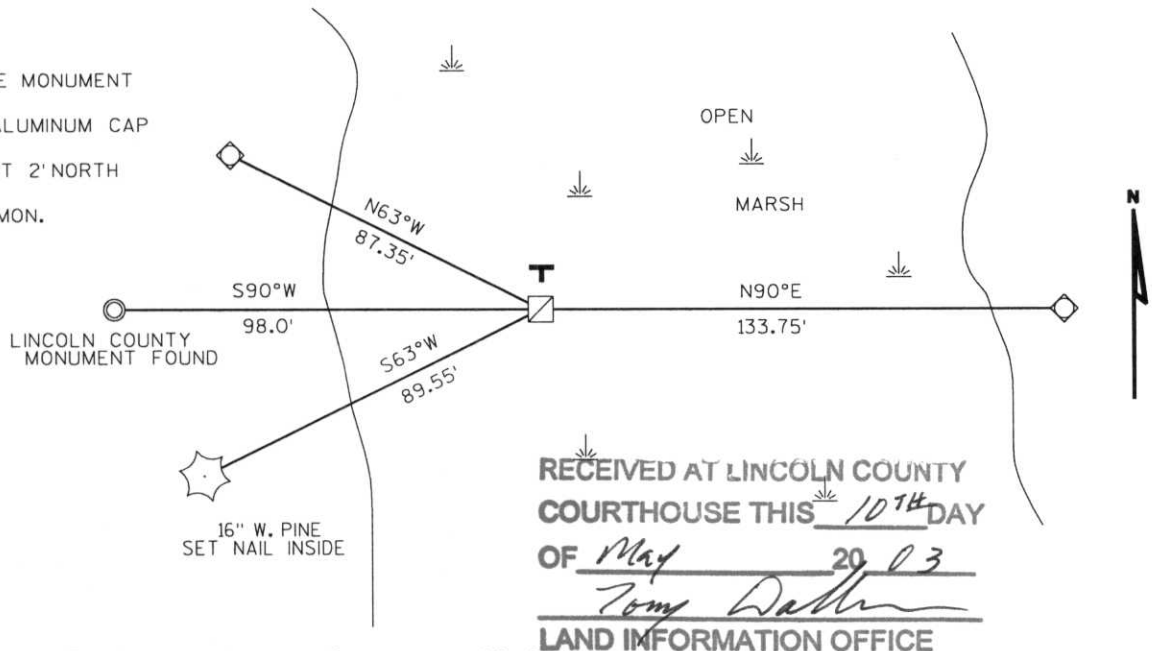 E MONUMENT
ALUMINUM CAP
T 2' NORTH
MON.
OPEN
MARSH
N
N63°W
87.35'
T
S90°W
98.0'
N90°E
133.75'
LINCOLN COUNTY
MONUMENT FOUND
S63°W
89.55'
16" W. PINE
SET NAIL INSIDE
RECEIVED AT LINCOLN COUNTY
COURTHOUSE THIS 10TH DAY
OF May 20 03
Tony
LAND INFORMATION OFFICE